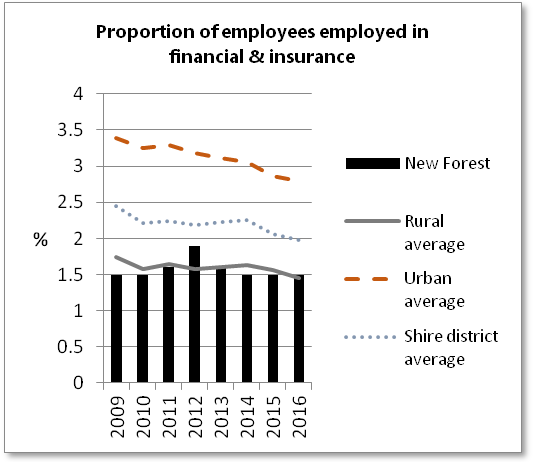 Proportion of employees employed in
financial & insurance
4
3.5
3
2.5
2
1.5
1
0.5
0
%
2009
2010
2011
2012
2013
2014
2015
2016
New Forest
Rural
average
Urban
average
Shire district
average